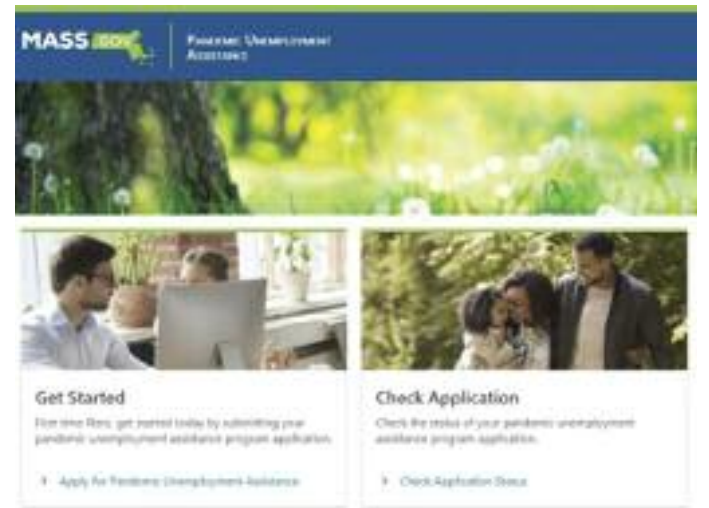 MASS.GOV
PANDEMIC UNEMPLOYMENT
ASSISTANCE
Get Started
First time filers, get started today by submitting your
pandemic unemployment assistance program application.
Apply for Pandemic Unemployment Assistance
Check Application
Check the status of your pandemic unemployment
assistance program application.
Check Application Status